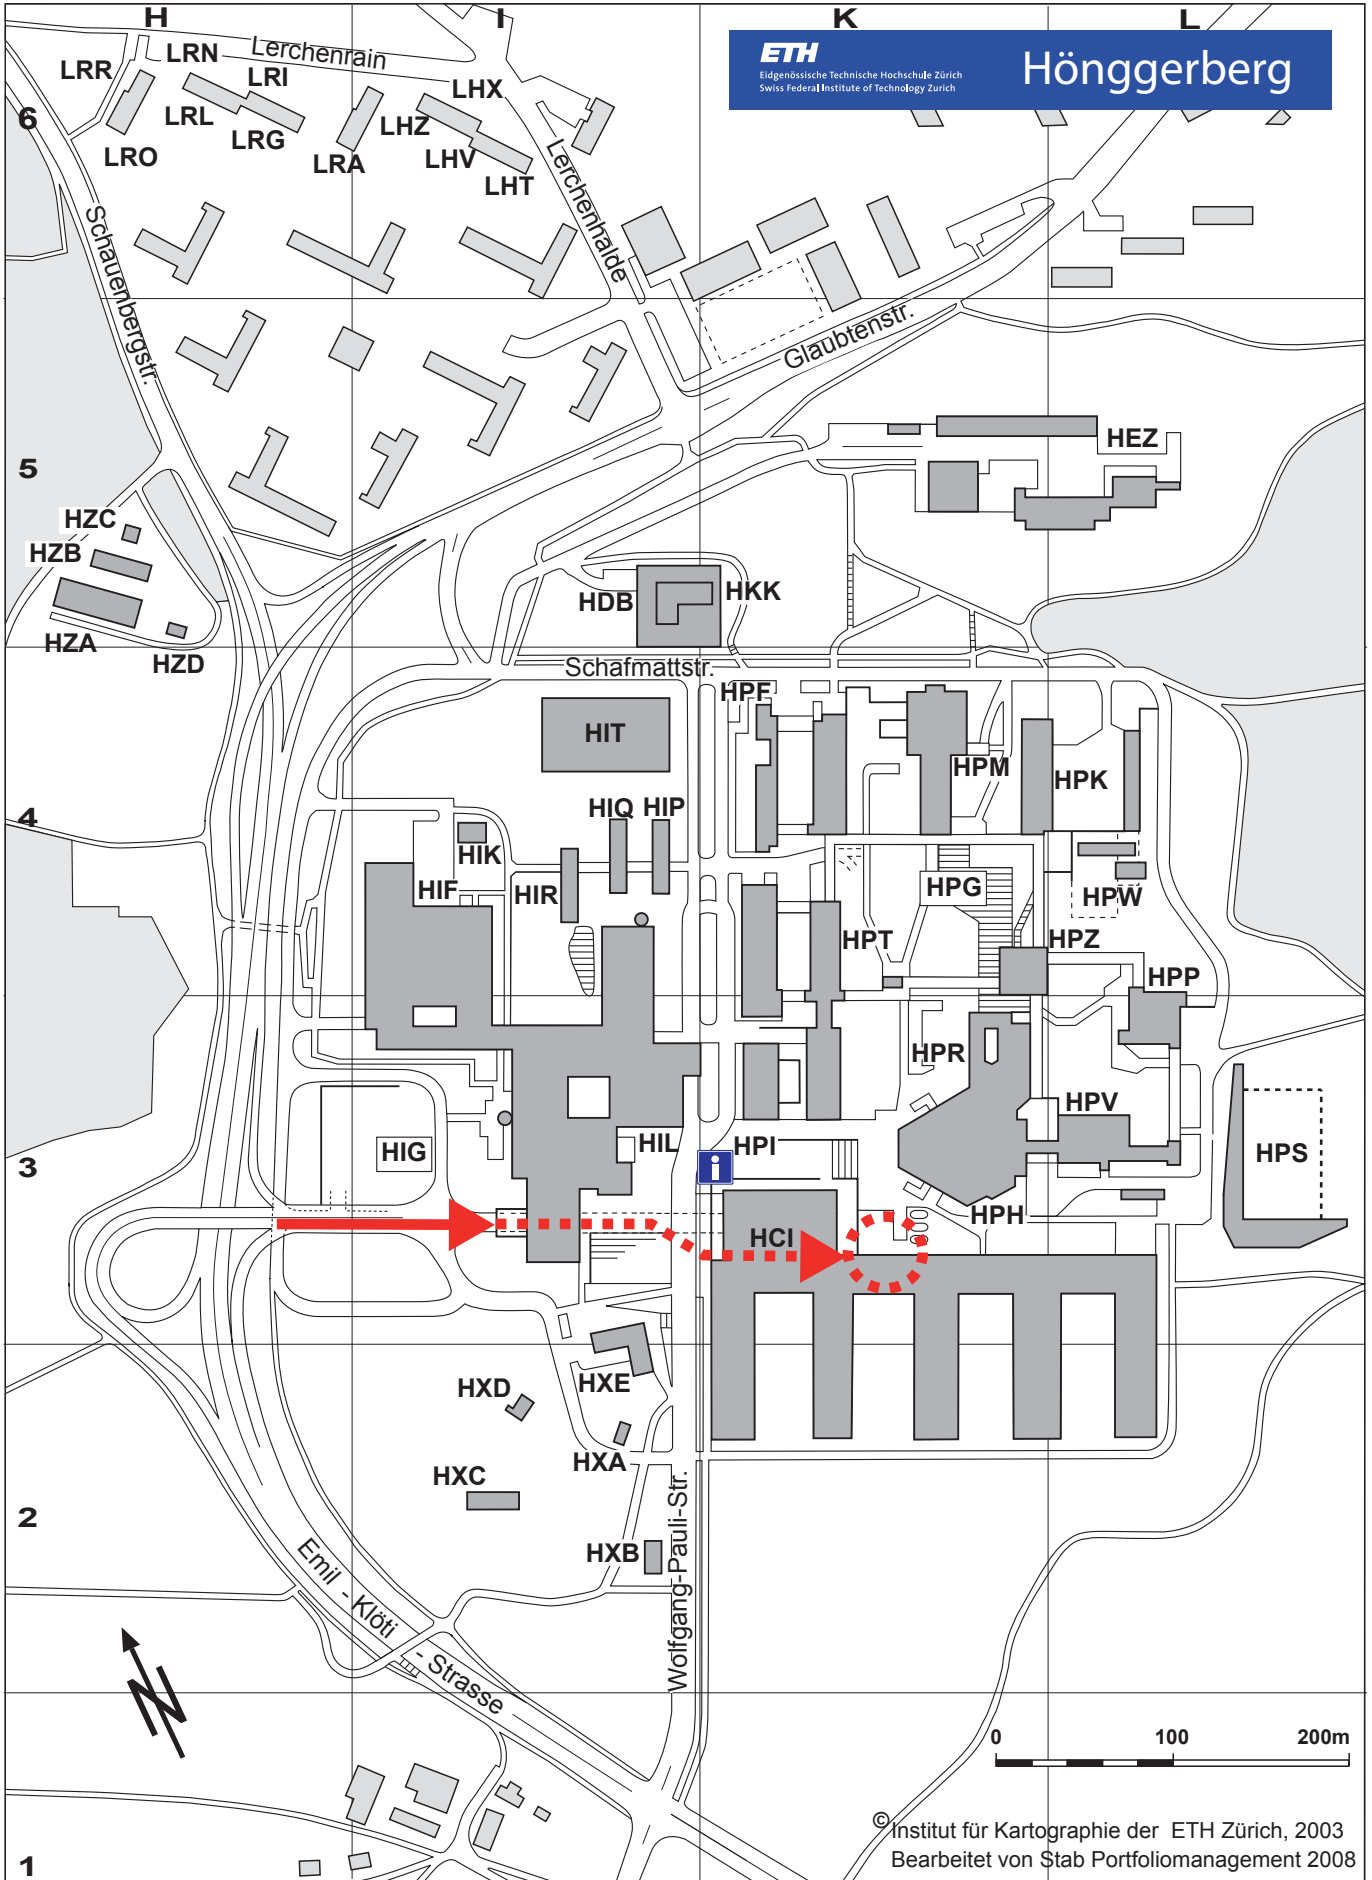 H
I
K
L
ETH
Eidgenössische Technische Hochschule Zürich
Swiss Federal Institute of Technology Zurich
Hönggerberg
Lerchenrain
LRR
LRN
LRI
LHX
6
LRL
LRG
LHZ
LRO
LRA
LHV
LHT
Lerchenhalde
Schauenbergstr.
Glaubtenstr.
5
HEZ
HZC
HZB
HDB
HKK
HZA
HZD
Schafmattstr.
HPF
HIT
HPM
HPK
4
HIQ
HIP
HIK
HIF
HIR
HPG
HPW
HPT
HPZ
HPP
HPR
HPV
3
HIG
HIL
i
HPI
HPS
HPH
HCI
HXD
HXE
HXA
HXC
2
HXB
Wolfgang-Pauli-Str.
Emil - Klöti - Strasse
N
0 100 200m
© Institut für Kartographie der ETH Zürich, 2003
Bearbeitet von Stab Portfoliomanagement 2008
1